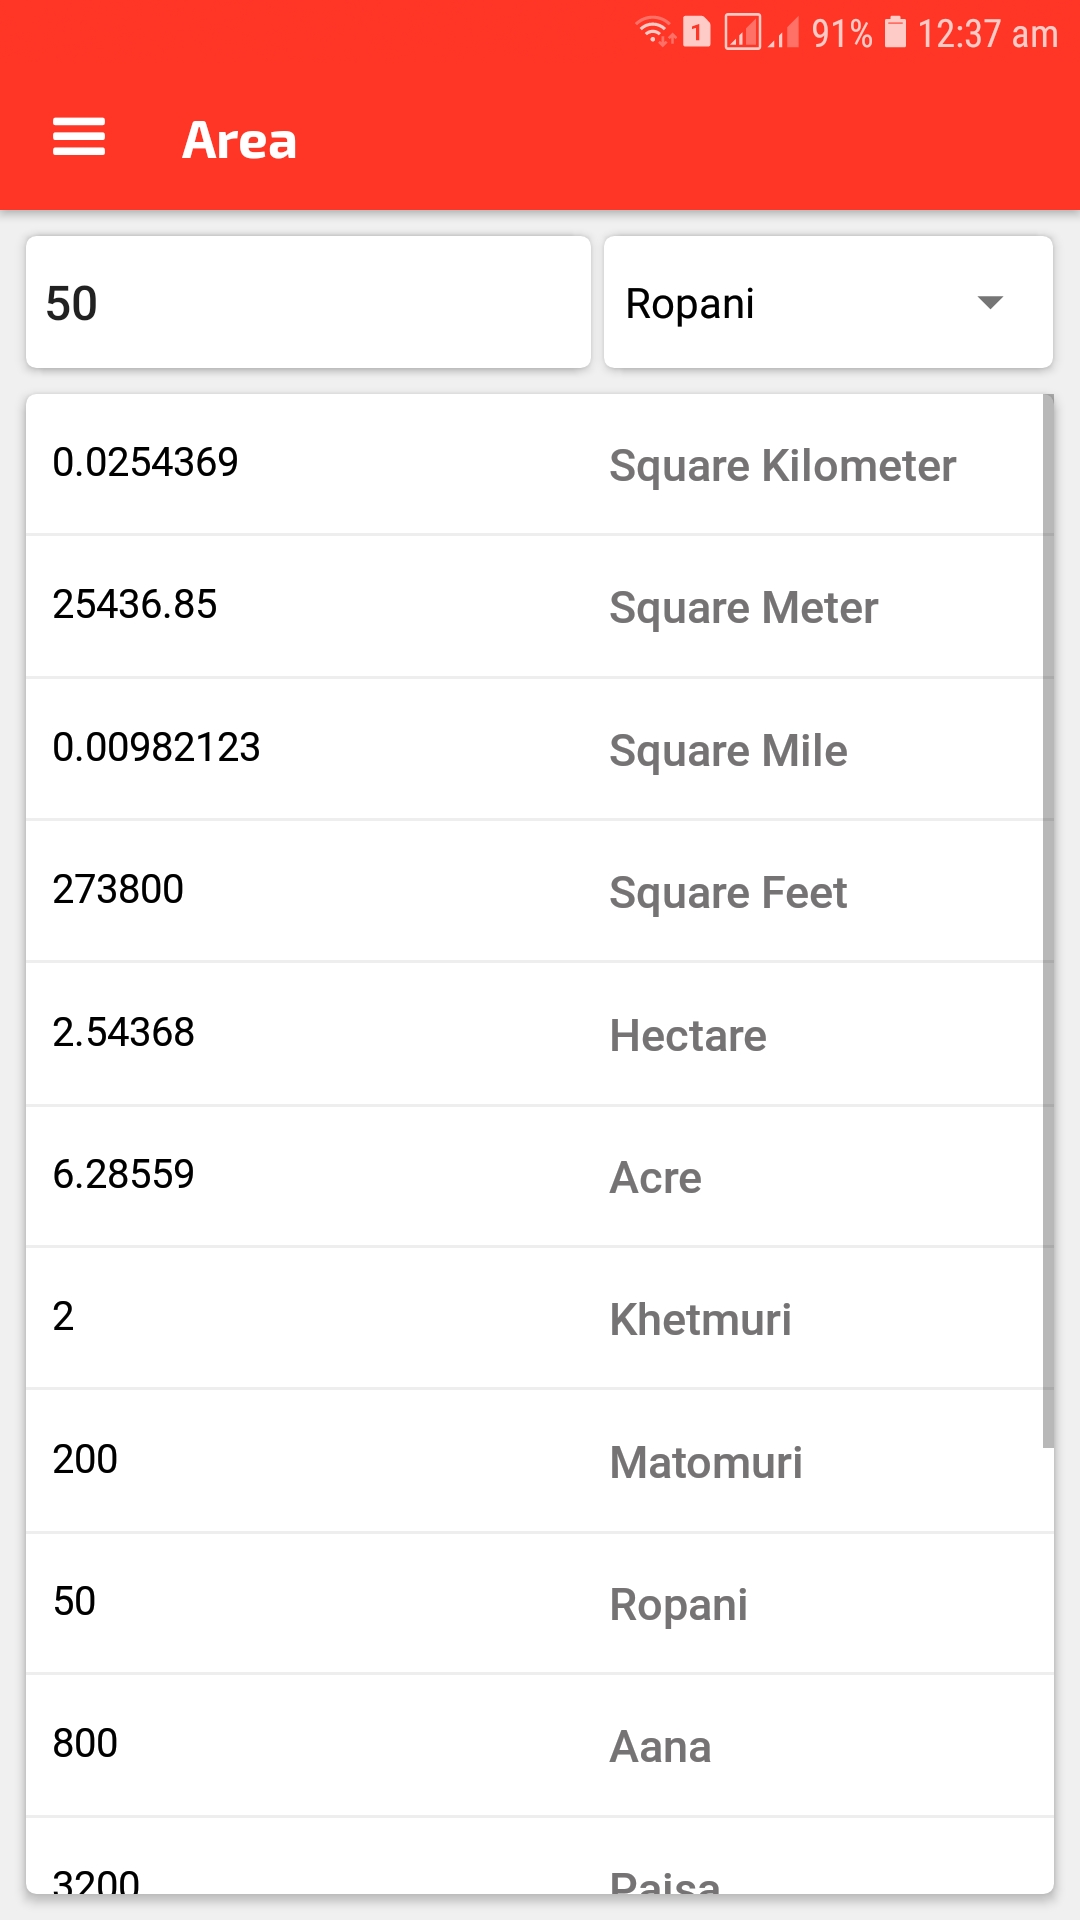 1 91% 12:37 am
Area
50 Ropani
0.0254369 Square Kilometer
25436.85 Square Meter
0.00982123 Square Mile
273800 Square Feet
2.54368 Hectare
6.28559 Acre
2 Khetmuri
200 Matomuri
50 Ropani
800 Aana
3200 Paisa